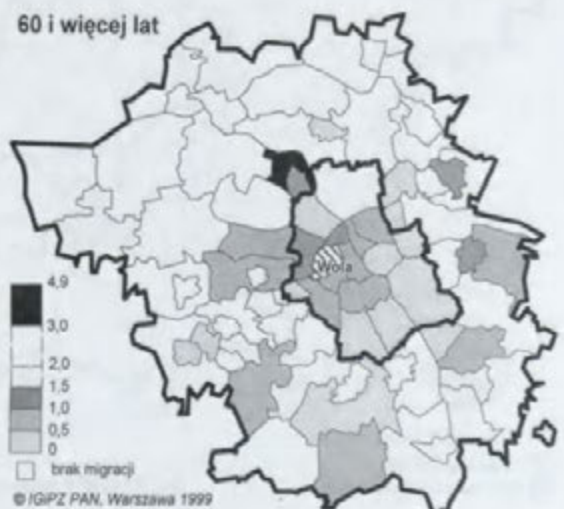 60 i więcej lat
Wola
4,9
3,0
2,0
1,5
1,0
0,5
0
brak migracji
© IGiPZ PAN, Warszawa 1999